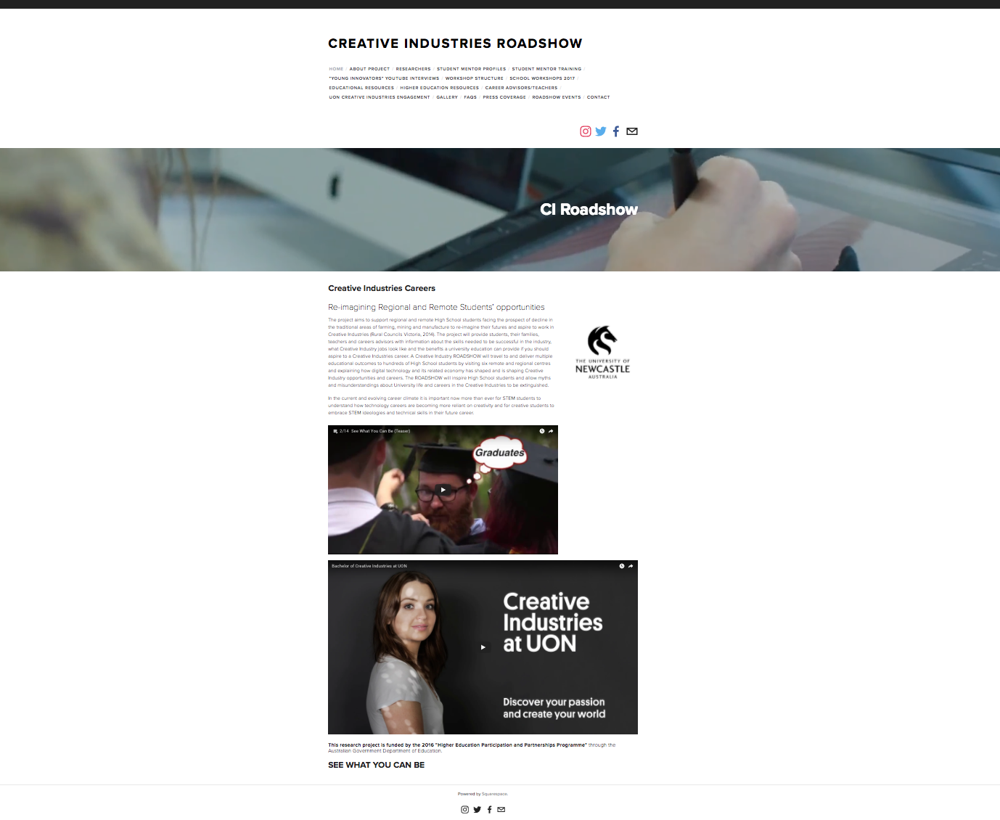 CREATIVE INDUSTRIES ROADSHOW
HOME / ABOUT PROJECT / RESEARCHERS / STUDENT MENTOR PROFILES / STUDENT MENTOR TRAINING /
"YOUNG INNOVATORS" YOUTUBE INTERVIEWS / WORKSHOP STRUCTURE / SCHOOL WORKSHOPS 2017 /
EDUCATIONAL RESOURCES / HIGHER EDUCATION RESOURCES / CAREER ADVISORS/TEACHERS /
UON CREATIVE INDUSTRIES ENGAGEMENT / GALLERY / FAQS / PRESS COVERAGE / ROADSHOW EVENTS / CONTACT
CI Roadshow
Creative Industries Careers
Re-imagining Regional and Remote Students' opportunities
The project aims to support regional and remote High School students facing the prospect of decline in
the traditional areas of farming, mining and manufacture to re-imagine their futures and aspire to work in
Creative Industries (Rural Councils Victoria, 2014). The project will provide students, their families,
teachers and careers advisors with information about the skills needed to be successful in the industry,
what Creative Industry jobs look like and the benefits a university education can provide if you should
aspire to a Creative Industries career. A Creative Industry ROADSHOW will travel to and deliver multiple
educational outcomes to hundreds of High School students by visiting six remote and regional centres
and explaining how digital technology and its related economy has shaped and is shaping Creative
Industry opportunities and careers. The ROADSHOW will inspire High School students and allow myths
and misunderstandings about University life and careers in the Creative Industries to be extinguished.
In the current and evolving career climate it is important now more than ever for STEM students to
understand how technology careers are becoming more reliant on creativity and for creative students to
embrace STEM ideologies and technical skills in their future career.
THE UNIVERSITY OF
NEWCASTLE
AUSTRALIA
2/14 See What You Can Be (Teaser)
Graduates
Bachelor of Creative Industries at UON
Creative
Industries
at UON
Discover your passion
and create your world
This research project is funded by the 2016 "Higher Education Participation and Partnerships Programme" through the
Australian Government Department of Education.
SEE WHAT YOU CAN BE
Powered by Squarespace.